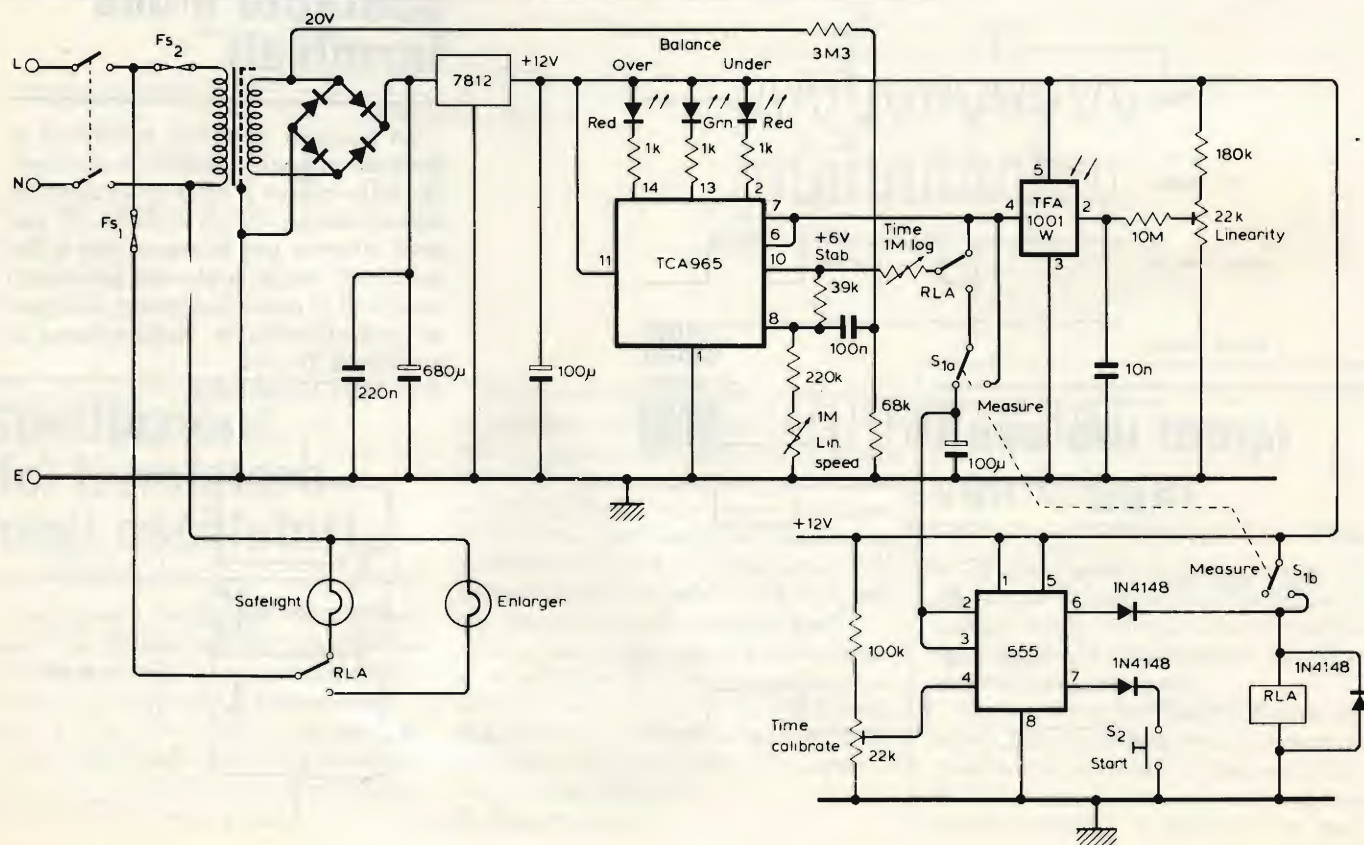 20V
3M3
Balance
Fs2
L
7812
+12V
Over
Under
Red
Grn
Red
1k
1k
1k
180k
14
13
2
5
N
7
4
TFA
1001
W
2
22k
Linearity
10M
6
+6V
Stab
Time
1M log
3
Fs1
11
TCA965
10
39k
RLA
8
100n
S1a
10n
1
220k
68k
Measure
220n
680µ
100µ
1M
Lin.
speed
100µ
E
+12V
Measure
S1b
1
5
1N4148
Safelight
Enlarger
2
6
100k
3
555
1N4148
1N4148
RLA
4
7
RLA
8
S2
Start
Time
calibrate
22k